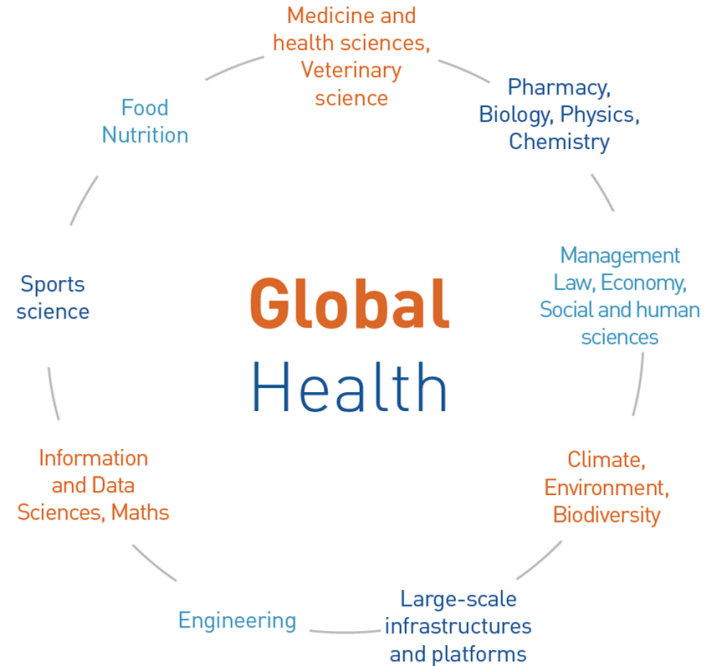 Medicine and
health sciences,
Veterinary
science
Pharmacy,
Biology, Physics,
Chemistry
Management
Law, Economy,
Social and human
sciences
Climate,
Environment,
Biodiversity
Large-scale
infrastructures
and platforms
Engineering
Information
and Data
Sciences, Maths
Sports
science
Food
Nutrition
Global
Health